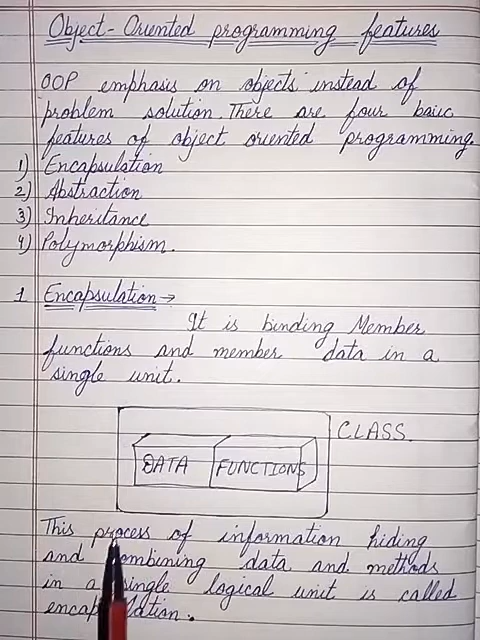 Object-Oriented programming features
OOP emphasis on objects instead of
problem solution. There are four basic
features of object oriented programming.
1) Encapsulation
2) Abstraction
3) Inheritance
4) Polymorphism.
1 Encapsulation →
It is binding Member
functions and member data in a
single unit.
CLASS.
DATA FUNCTIONS
This process of information hiding
and combining data and methods
in a single logical unit is called
encapsulation.